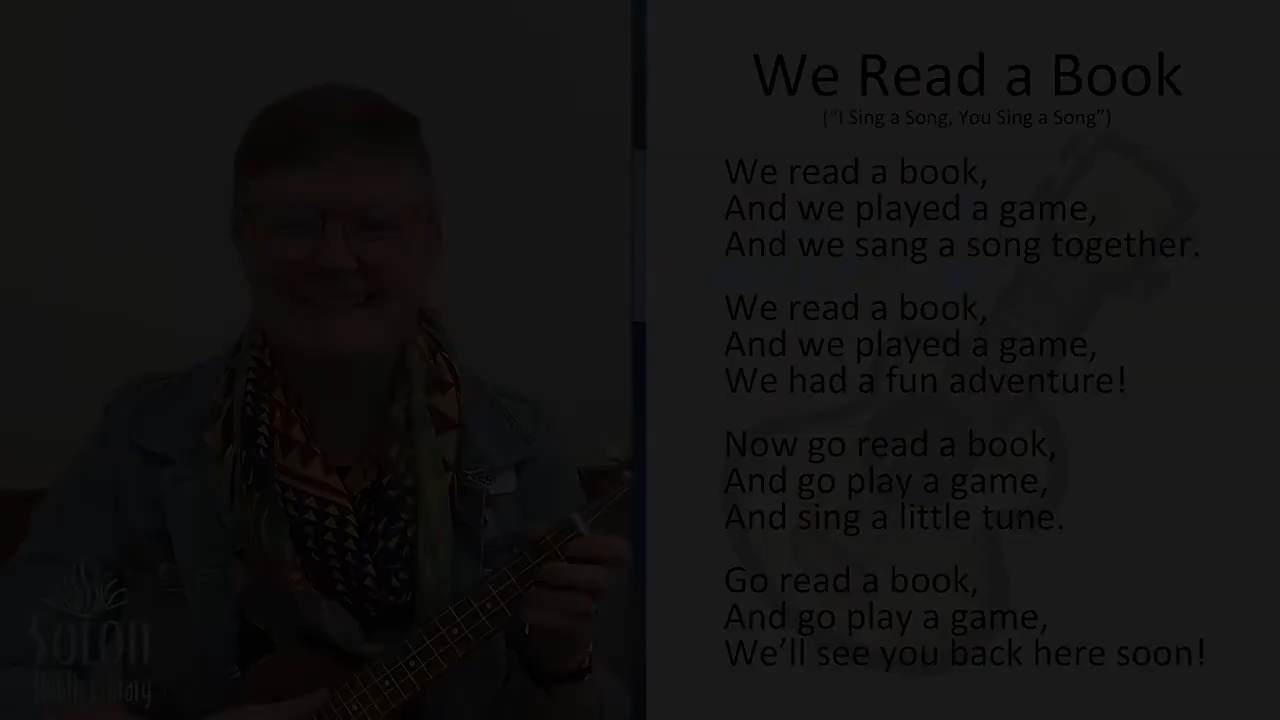 We Read a Book
("I Sing a Song, You Sing a Song")
We read a book,
And we played a game,
And we sang a song together.
We read a book,
And we played a game,
We had a fun adventure!
Now go read a book,
And go play a game,
And sing a little tune.
Go read a book,
And go play a game,
We'll see you back here soon!
SOLON
Public Library